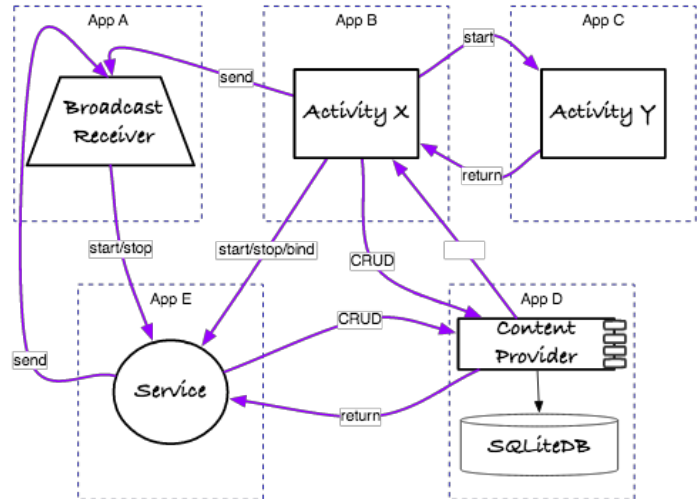 App A
App B
App C
send
start
Broadcast
Receiver
Activity X
Activity Y
return
start/stop
start/stop/bind
CRUD
App E
App D
CRUD
Content
Provider
send
Service
return
SQLiteDB